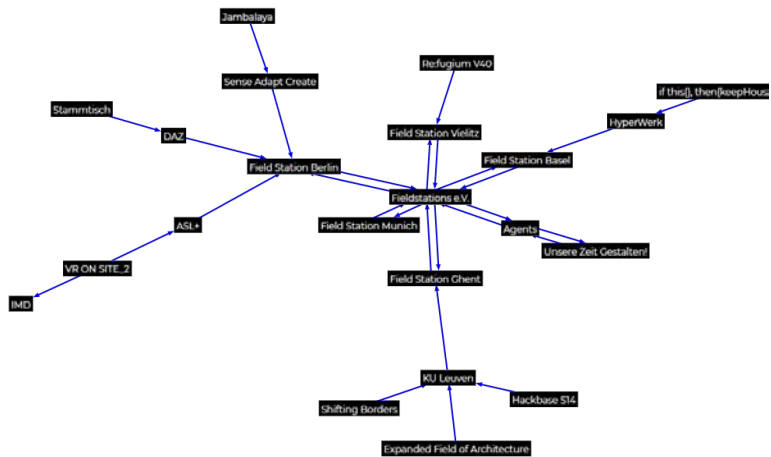 Jambalaya
Re:fugium V40
Sense Adapt Create
if this{}, then{keepHousa
Stammtisch
HyperWerk
DAZ
Field Station Vielitz
Field Station Berlin
Field Station Basel
Fieldstations e.V.
ASL+
Field Station Munich
Agents
Unsere Zeit Gestalten!
VR ON SITE_2
Field Station Ghent
IMD
KU Leuven
Shifting Borders
Hackbase 514
Expanded Field of Architecture